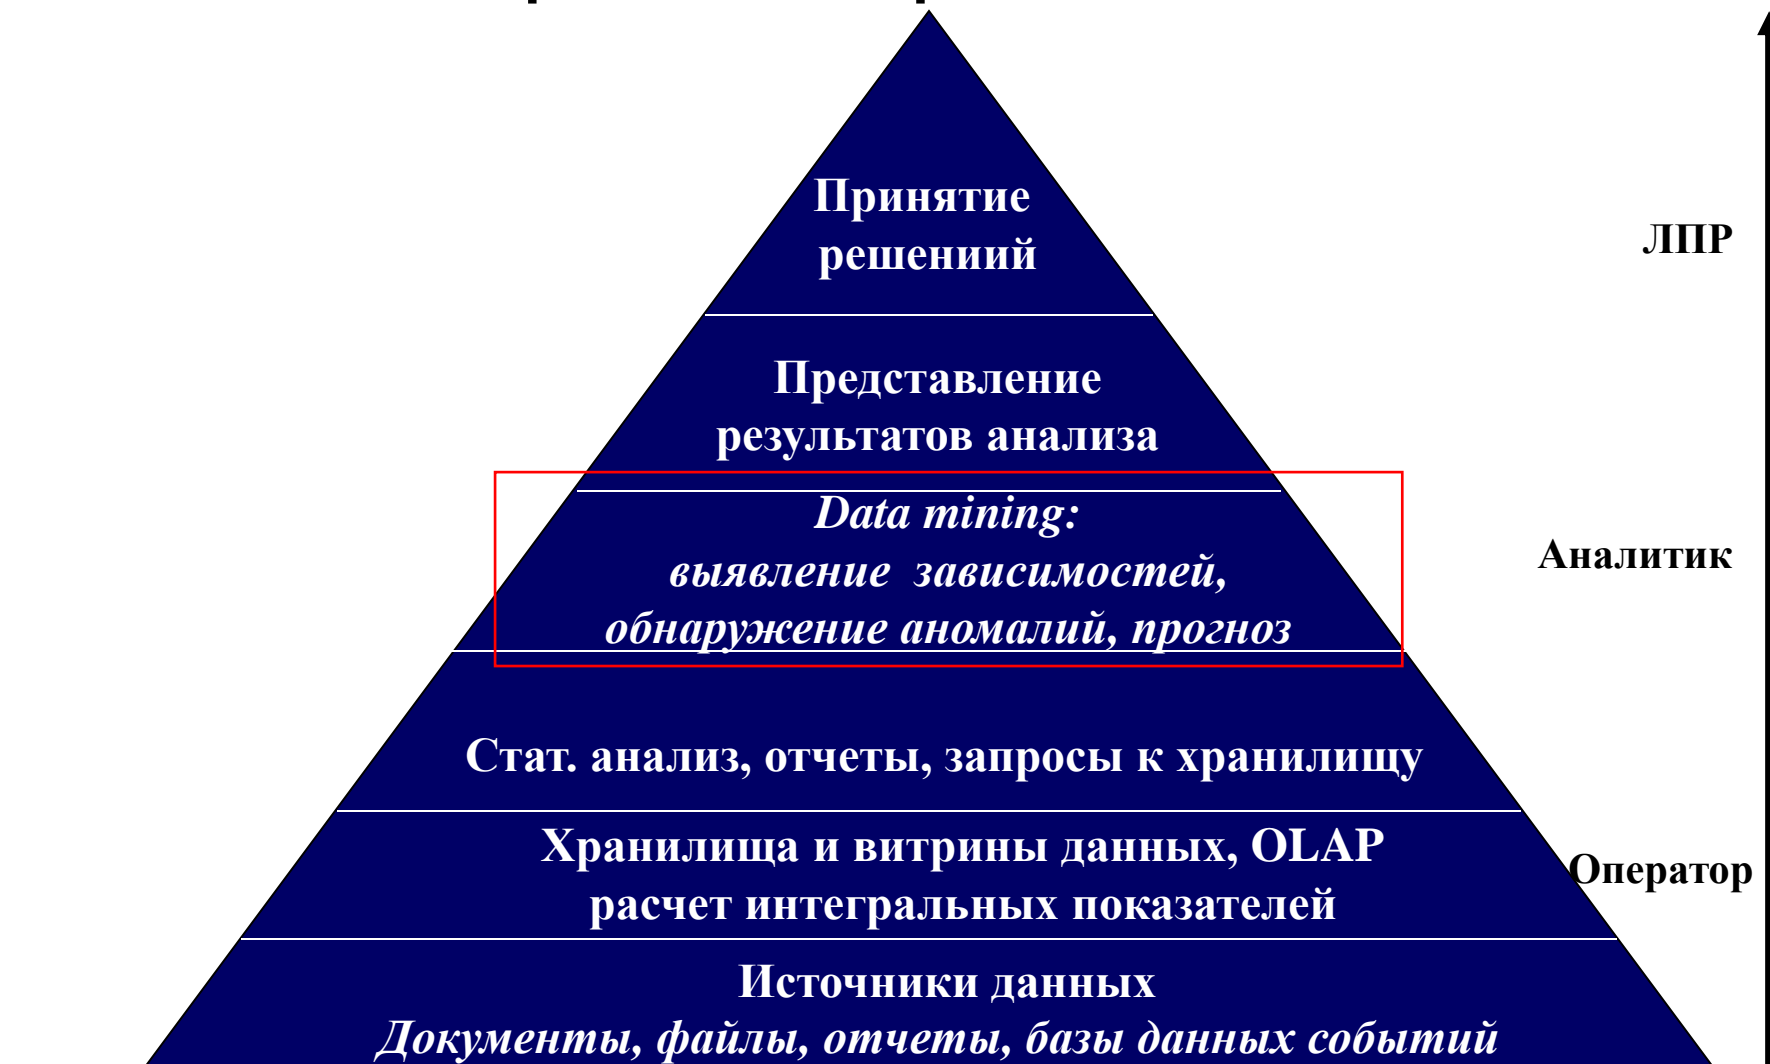 Принятие
решениий
ЛПР
Представление
результатов анализа
Data mining:
выявление зависимостей,
обнаружение аномалий, прогноз
Аналитик
Стат. анализ, отчеты, запросы к хранилищу
Хранилища и витрины данных, OLAP
расчет интегральных показателей
Оператор
Источники данных
Документы, файлы, отчеты, базы данных событий